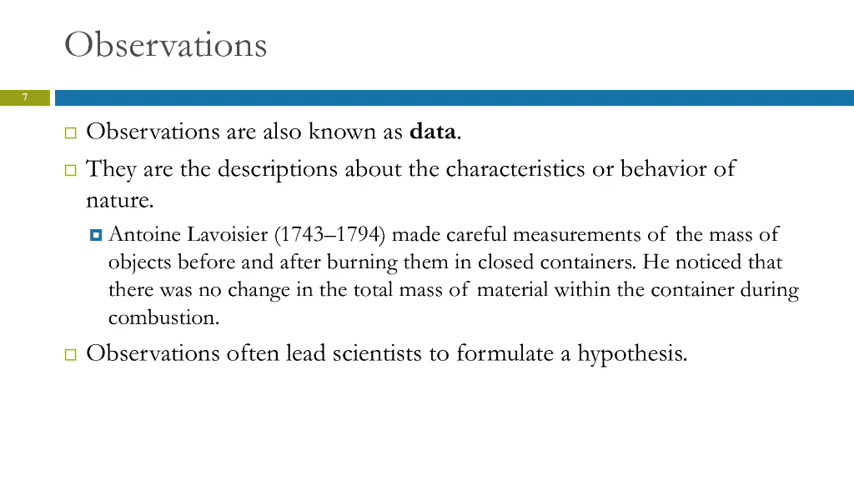 Observations
7
Observations are also known as data.
They are the descriptions about the characteristics or behavior of
nature.
Antoine Lavoisier (1743–1794) made careful measurements of the mass of
objects before and after burning them in closed containers. He noticed that
there was no change in the total mass of material within the container during
combustion.
Observations often lead scientists to formulate a hypothesis.